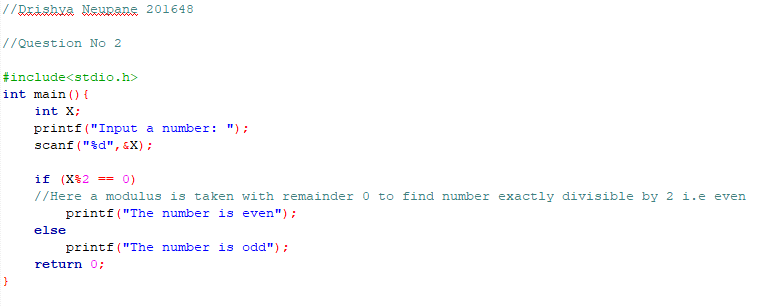 //Drishya Neupane 201648
//Question No 2
#include<stdio.h>
int main(){
    int X;
    printf("Input a number: ");
    scanf("%d",&X);
    if (X%2 == 0)
    //Here a modulus is taken with remainder 0 to find number exactly divisible by 2 i.e even
        printf("The number is even");
    else
        printf("The number is odd");
    return 0;
}